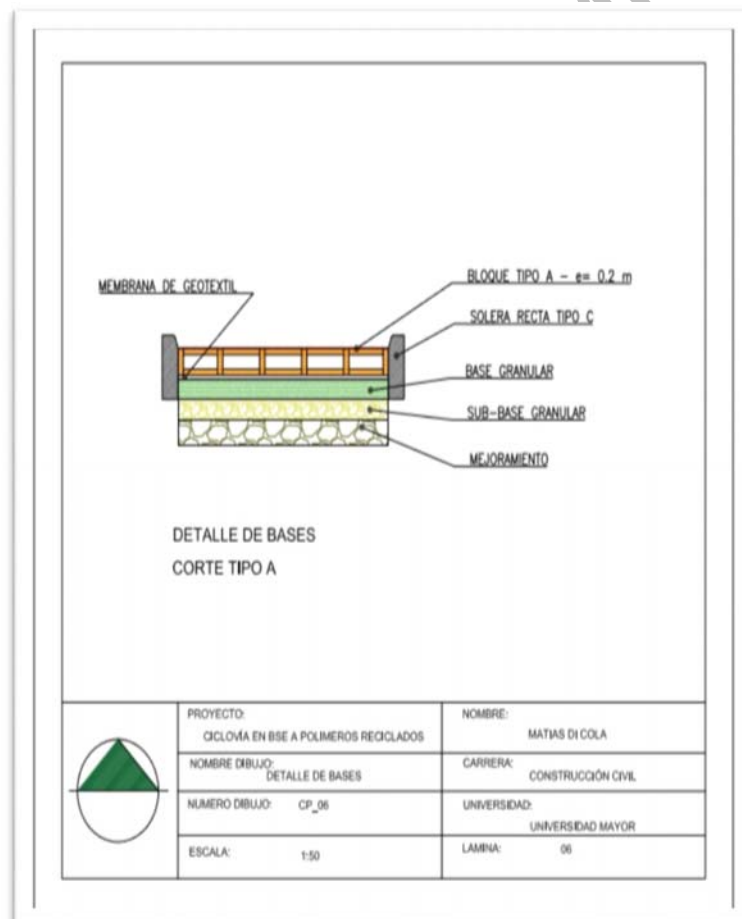 MEMBRANA DE GEOTEXTIL
BLOQUE TIPO A - e= 0.2 m
SOLERA RECTA TIPO C
BASE GRANULAR
SUB-BASE GRANULAR
MEJORAMIENTO
DETALLE DE BASES
CORTE TIPO A
PROYECTO:
CICLOVÍA EN BSE A POLIMEROS RECICLADOS
NOMBRE:
MATIAS DI COLA
NOMBRE DIBUJO:
DETALLE DE BASES
CARRERA:
CONSTRUCCIÓN CIVIL
NUMERO DIBUJO: CP_06
UNIVERSIDAD:
UNIVERSIDAD MAYOR
ESCALA: 1:50
LAMINA: 06